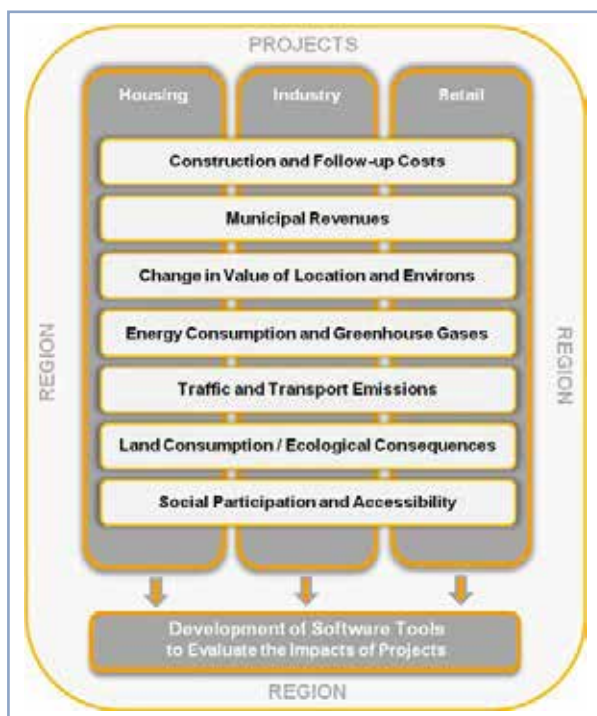 PROJECTS
Housing
Industry
Retail
Construction and Follow-up Costs
Municipal Revenues
Change in Value of Location and Environs
Energy Consumption and Greenhouse Gases
Traffic and Transport Emissions
Land Consumption / Ecological Consequences
Social Participation and Accessibility
REGION
REGION
Development of Software Tools
to Evaluate the Impacts of Projects
REGION